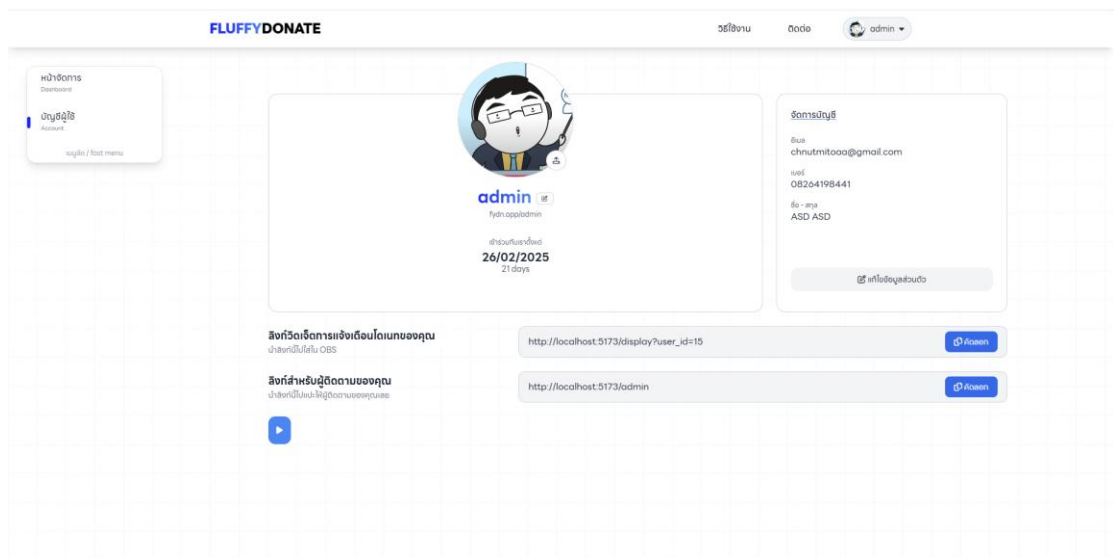 FLUFFYDONATE
วิธีใช้งาน
ติดต่อ
admin
หน้าจัดการ
Dashboard
บัญชีผู้ใช้
Account
เมนูลัด / fast menu
admin
fydn.app/admin
เข้าร่วมกับเราตั้งแต่
26/02/2025
21 days
จัดการบัญชี
อีเมล
chnutmitoaa@gmail.com
เบอร์
08264198441
ชื่อ - สกุล
ASD ASD
แก้ไขข้อมูลส่วนตัว
ลิงก์วิดเจ็ตการแจ้งเตือนโดเนทของคุณ
นำลิงก์นี้ไปใส่ใน OBS
http://localhost:5173/display?user_id=15
คัดลอก
ลิงก์สำหรับผู้ติดตามของคุณ
นำลิงก์นี้ไปแปะให้ผู้ติดตามของคุณเลย
http://localhost:5173/admin
คัดลอก